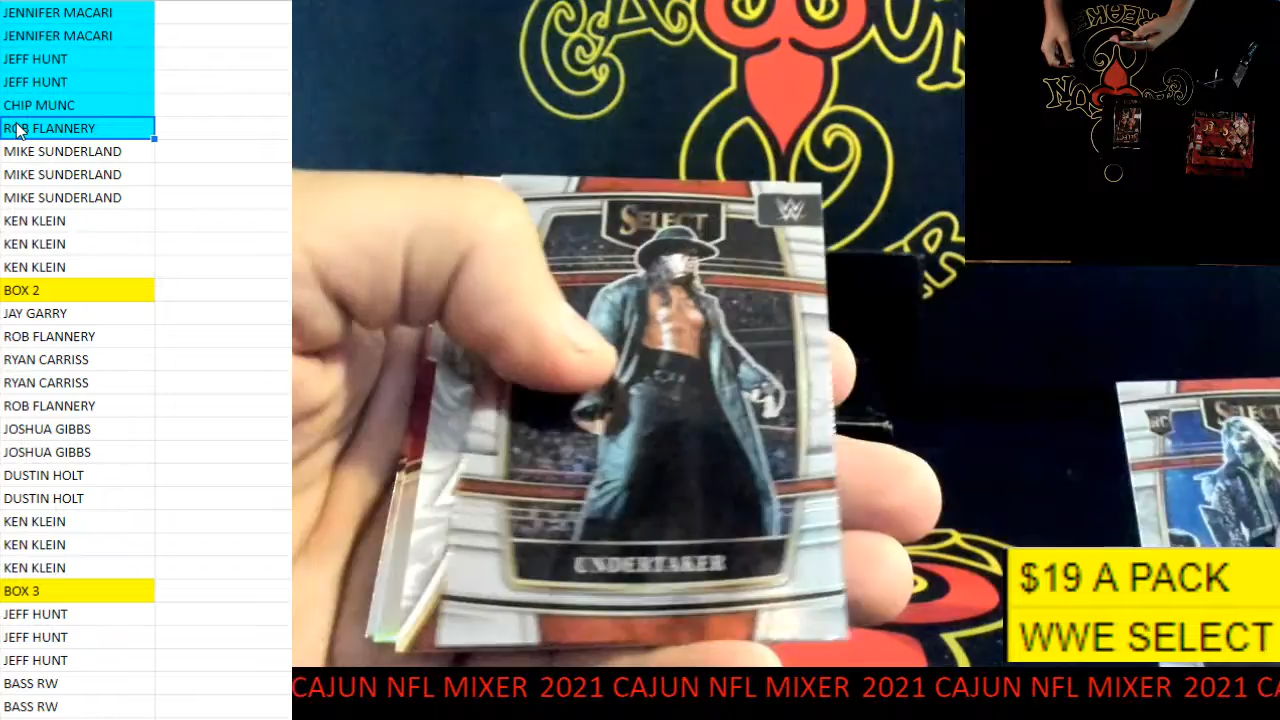 JENNIFER MACARI
JENNIFER MACARI
JEFF HUNT
JEFF HUNT
CHIP MUNC
ROB FLANNERY
MIKE SUNDERLAND
MIKE SUNDERLAND
MIKE SUNDERLAND
KEN KLEIN
KEN KLEIN
KEN KLEIN
BOX 2
JAY GARRY
ROB FLANNERY
RYAN CARRISS
RYAN CARRISS
ROB FLANNERY
JOSHUA GIBBS
JOSHUA GIBBS
DUSTIN HOLT
DUSTIN HOLT
KEN KLEIN
KEN KLEIN
KEN KLEIN
BOX 3
JEFF HUNT
JEFF HUNT
JEFF HUNT
BASS RW
BASS RW
SELECT
W
UNDERTAKER
RC
SELECT
$19 A PACK
WWE SELECT
CAJUN NFL MIXER 2021 CAJUN NFL MIXER 2021 CAJUN NFL MIXER 2021 CA